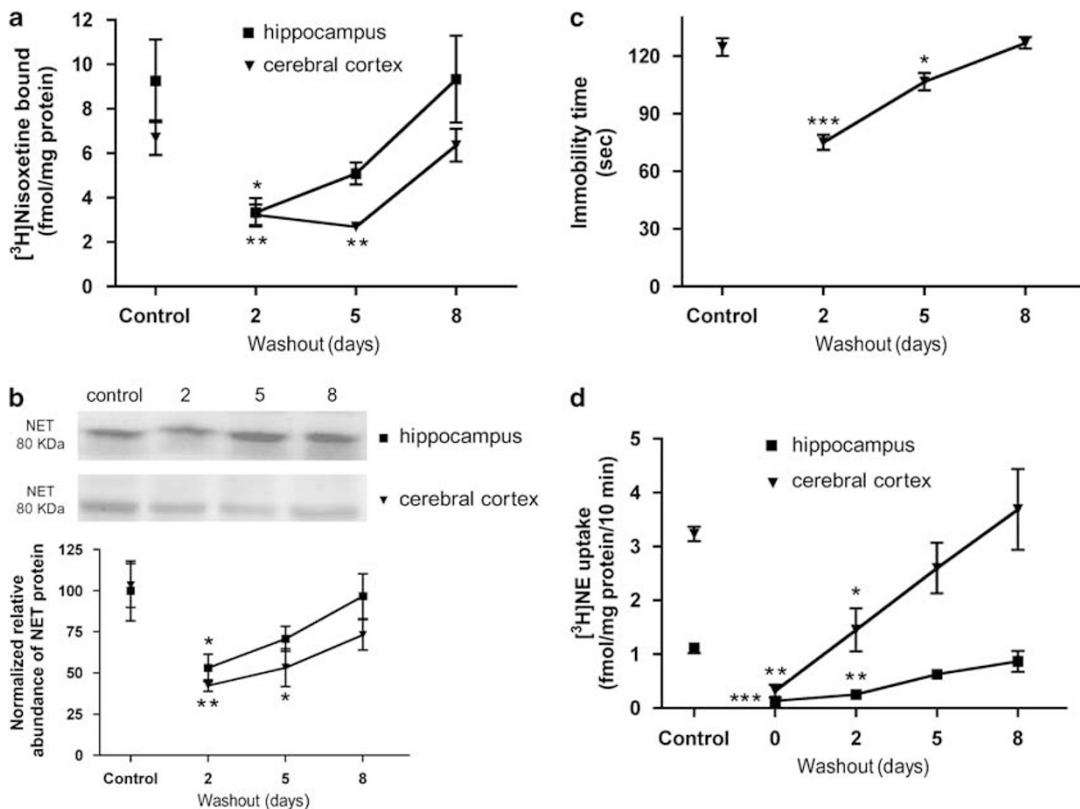 a
12
10
8
6
4
2
0
[³H]Nisoxetine bound
(fmol/mg protein)
hippocampus
cerebral cortex
*
**
**
Control 2 5 8
Washout (days)
c
120
90
60
30
0
Immobility time
(sec)
***
*
Control 2 5 8
Washout (days)
b
control 2 5 8
NET
80 KDa
hippocampus
NET
80 KDa
cerebral cortex
125
100
75
50
25
0
Normalized relative
abundance of NET protein
*
**
*
Control 2 5 8
Washout (days)
d
5
4
3
2
1
0
[³H]NE uptake
(fmol/mg protein/10 min)
hippocampus
cerebral cortex
*
**
**
***
Control 0 2 5 8
Washout (days)